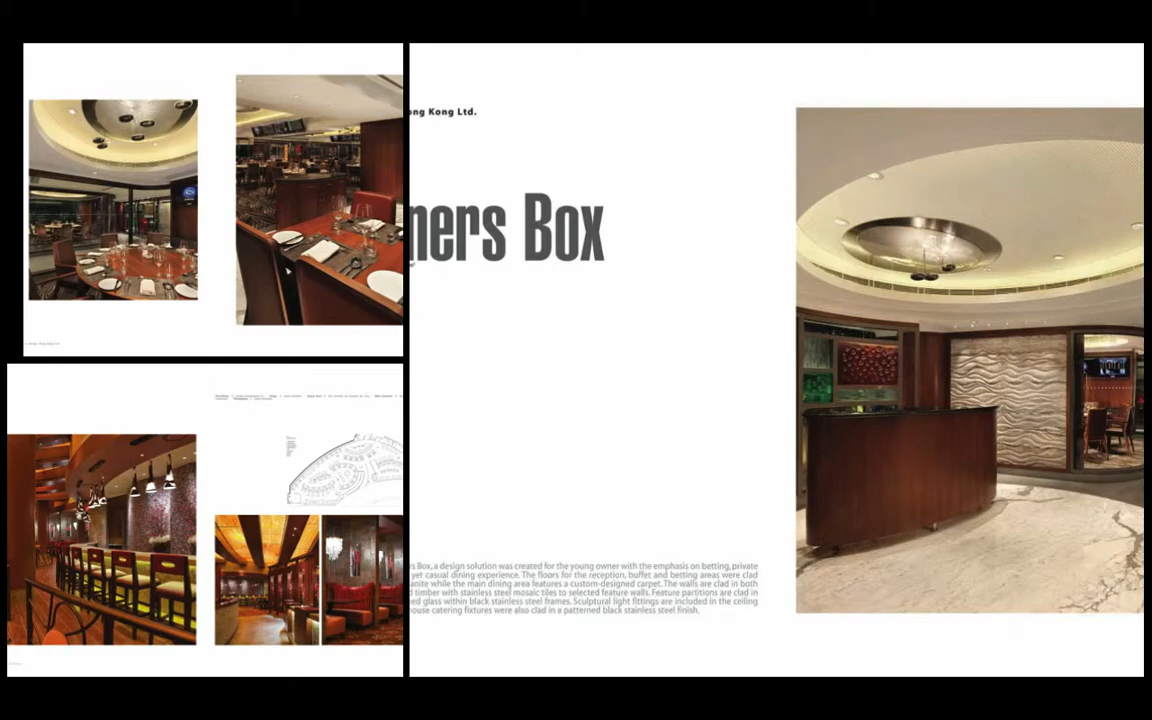 ong Kong Ltd.
ners Box
rs Box, a design solution was created for the young owner with the emphasis on betting, private
yet casual dining experience. The floors for the reception, buffet and betting areas were clad
anite while the main dining area features a custom-designed carpet. The walls are clad in both
d timber with stainless steel mosaic tiles to selected feature walls. Feature partitions are clad in
ed glass within black stainless steel frames. Sculptural light fittings are included in the ceiling
ouse catering fixtures were also clad in a patterned black stainless steel finish.